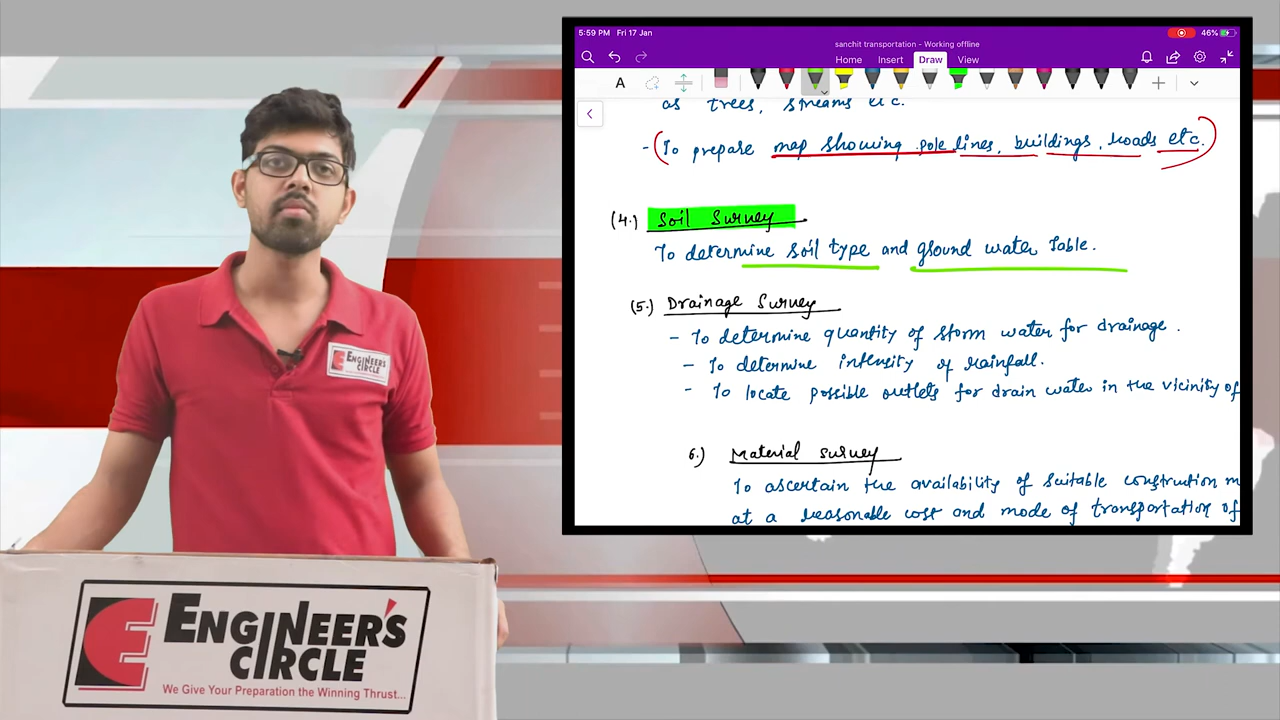 5:59 PM Fri 17 Jan
46%
sanchit transportation - Working offline
Home Insert Draw View
A
as trees, streams etc.
- (To prepare map showing pole lines, buildings, roads etc.)
(4.) Soil Survey
To determine soil type and ground water table.
(5.) Drainage Survey
- To determine quantity of storm water for drainage.
- To determine intensity of rainfall.
- To locate possible outlets for drain water in the vicinity of
6.) Material survey
To ascertain the availability of suitable construction m
at a reasonable cost and mode of transportation of
ENGINEER'S
CIRCLE
E ENGINEER'S
CIRCLE
We Give Your Preparation the Winning Thrust...